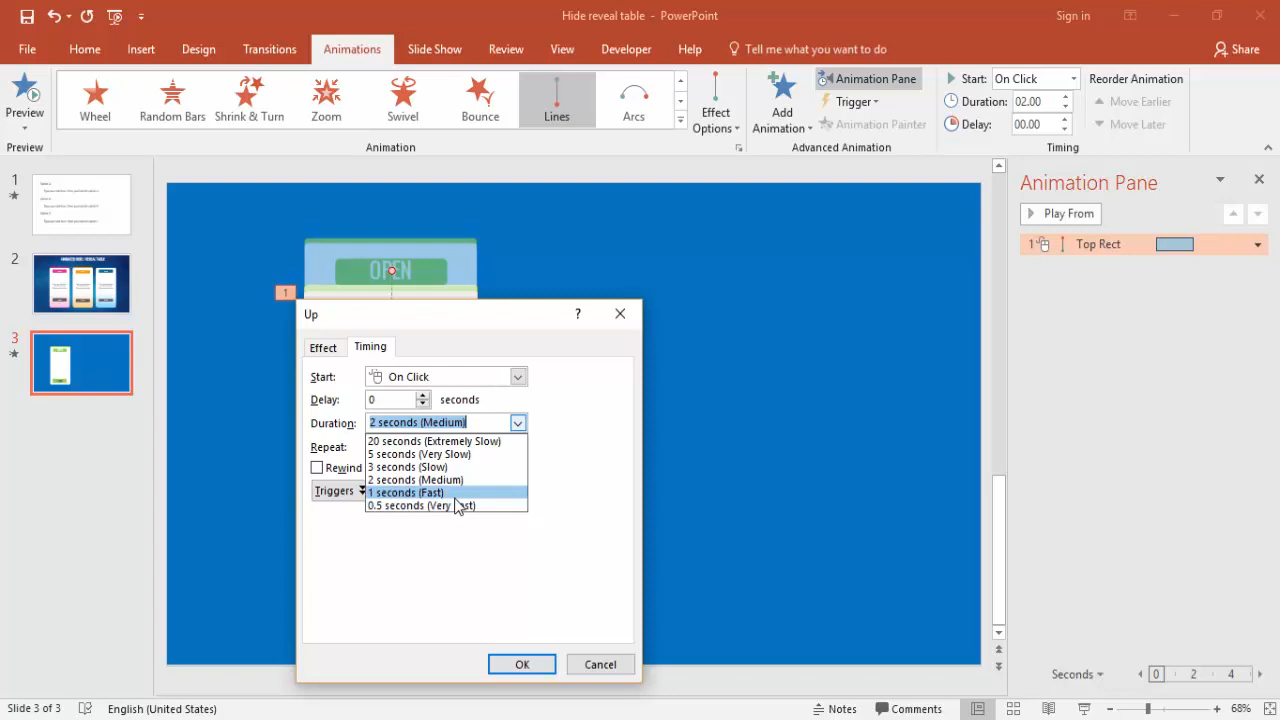 Hide reveal table - PowerPoint
Sign in
File
Home
Insert
Design
Transitions
Animations
Slide Show
Review
View
Developer
Help
Tell me what you want to do
Share
Preview
Wheel
Random Bars
Shrink & Turn
Zoom
Swivel
Bounce
Lines
Arcs
Effect
Options
Add
Animation
Animation Pane
Trigger
Animation Painter
Start: On Click
Duration: 02.00
Delay: 00.00
Reorder Animation
Move Earlier
Move Later
Preview
Animation
Advanced Animation
Timing
1
2
3
OPEN
1
Up
?
Effect
Timing
Start: On Click
Delay: 0 seconds
Duration: 2 seconds (Medium)
20 seconds (Extremely Slow)
5 seconds (Very Slow)
Repeat:
3 seconds (Slow)
Rewind
2 seconds (Medium)
Triggers
1 seconds (Fast)
0.5 seconds (Very
OK
Cancel
Animation Pane
Play From
1 Top Rect
Seconds
0 2 4
Slide 3 of 3
English (United States)
Notes
Comments
68%